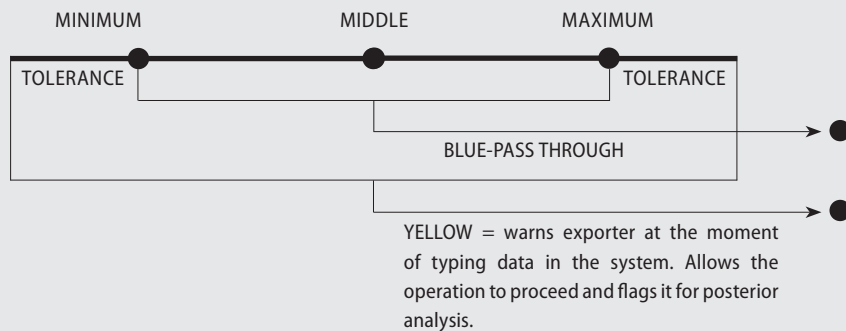 MINIMUM MIDDLE MAXIMUM
TOLERANCE TOLERANCE
BLUE-PASS THROUGH
YELLOW = warns exporter at the moment
of typing data in the system. Allows the
operation to proceed and flags it for posterior
analysis.